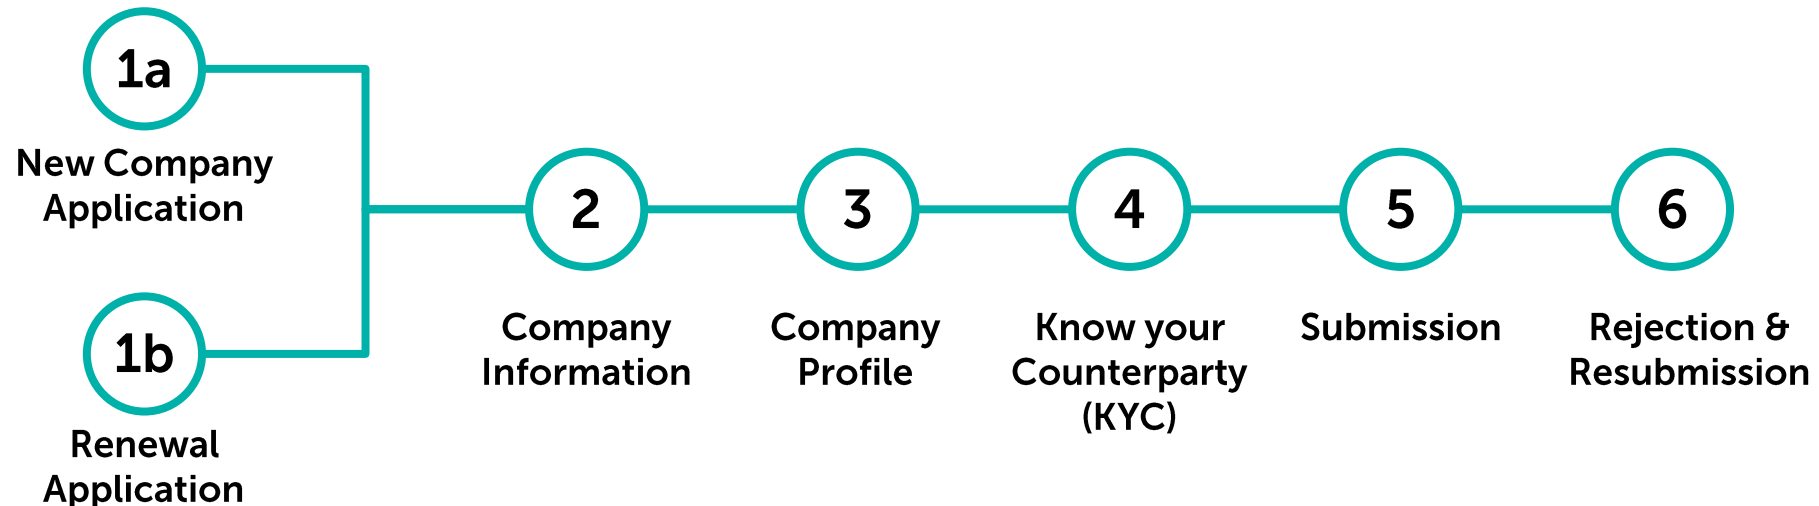 1a
New Company
Application
1b
Renewal
Application
2
Company
Information
3
Company
Profile
4
Know your
Counterparty
(KYC)
5
Submission
6
Rejection &
Resubmission